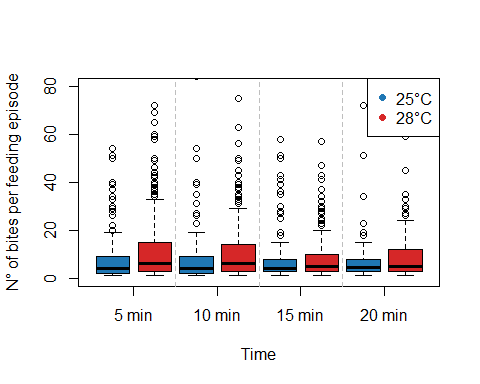 N° of bites per feeding episode
80
60
40
20
0
25°C
28°C
5 min 10 min 15 min 20 min
Time